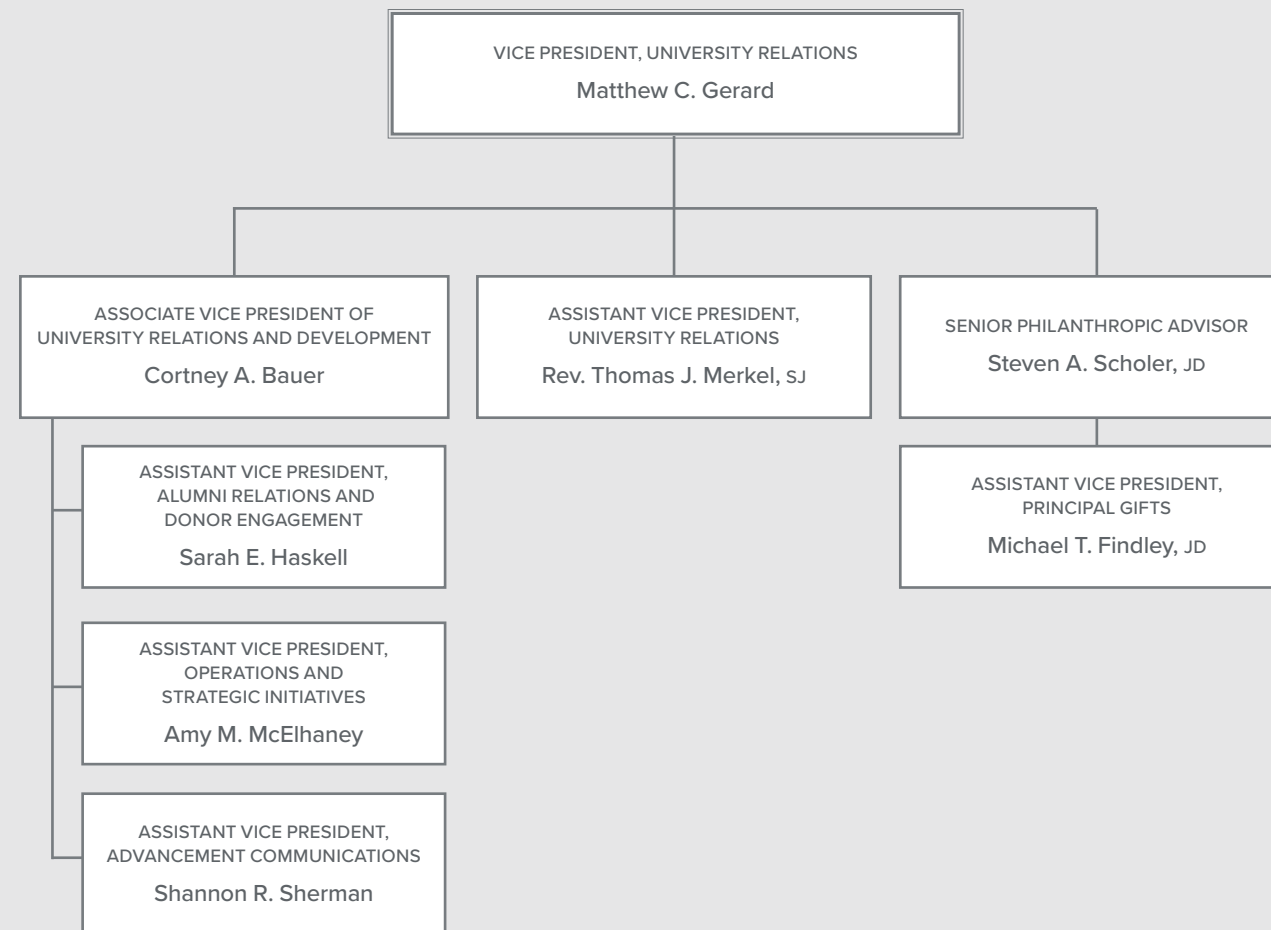 VICE PRESIDENT, UNIVERSITY RELATIONS
Matthew C. Gerard
ASSOCIATE VICE PRESIDENT OF
UNIVERSITY RELATIONS AND DEVELOPMENT
Cortney A. Bauer
ASSISTANT VICE PRESIDENT,
UNIVERSITY RELATIONS
Rev. Thomas J. Merkel, SJ
SENIOR PHILANTHROPIC ADVISOR
Steven A. Scholer, JD
ASSISTANT VICE PRESIDENT,
ALUMNI RELATIONS AND
DONOR ENGAGEMENT
Sarah E. Haskell
ASSISTANT VICE PRESIDENT,
PRINCIPAL GIFTS
Michael T. Findley, JD
ASSISTANT VICE PRESIDENT,
OPERATIONS AND
STRATEGIC INITIATIVES
Amy M. McElhaney
ASSISTANT VICE PRESIDENT,
ADVANCEMENT COMMUNICATIONS
Shannon R. Sherman